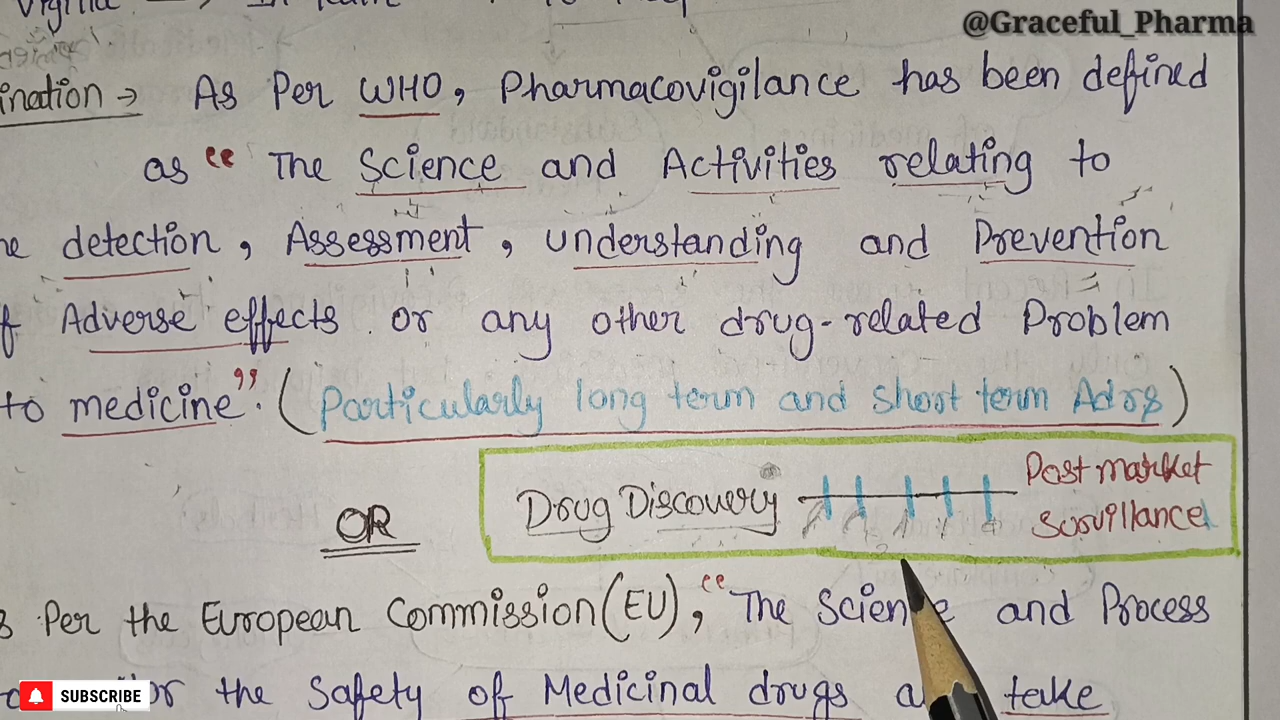 @Graceful_Pharma
ination → As Per WHO, Pharmacovigilance has been defined
as "The Science and Activities relating to
detection, Assessment, understanding and Prevention
Adverse effects or any other drug-related Problem
to medicine". (Particularly long term and short term Adrs)
Drug Discovery Post market
survillance
OR
Per the European Commission(EU), "The Science and Process
the Safety of Medicinal drugs take
SUBSCRIBE